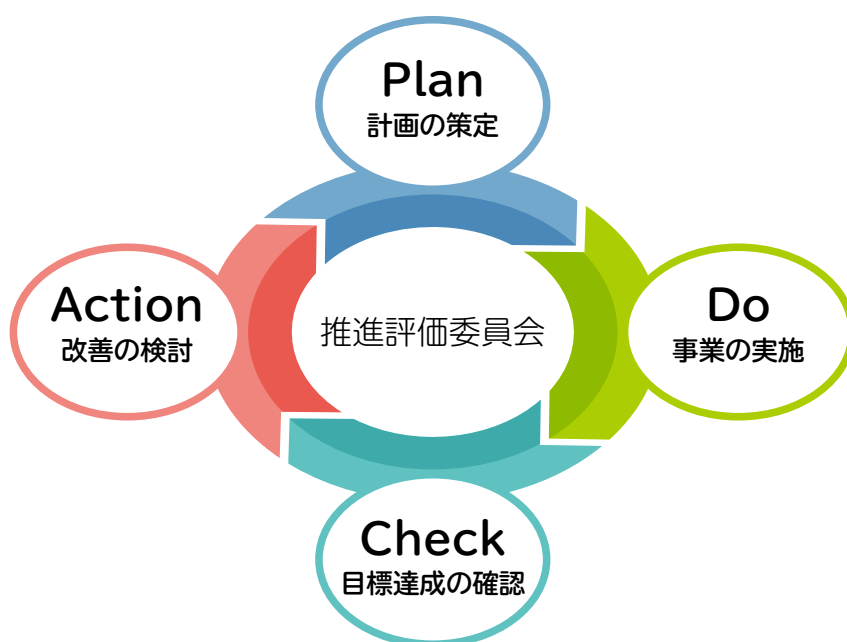 Plan
計画の策定
Do
事業の実施
Check
目標達成の確認
Action
改善の検討
推進評価委員会